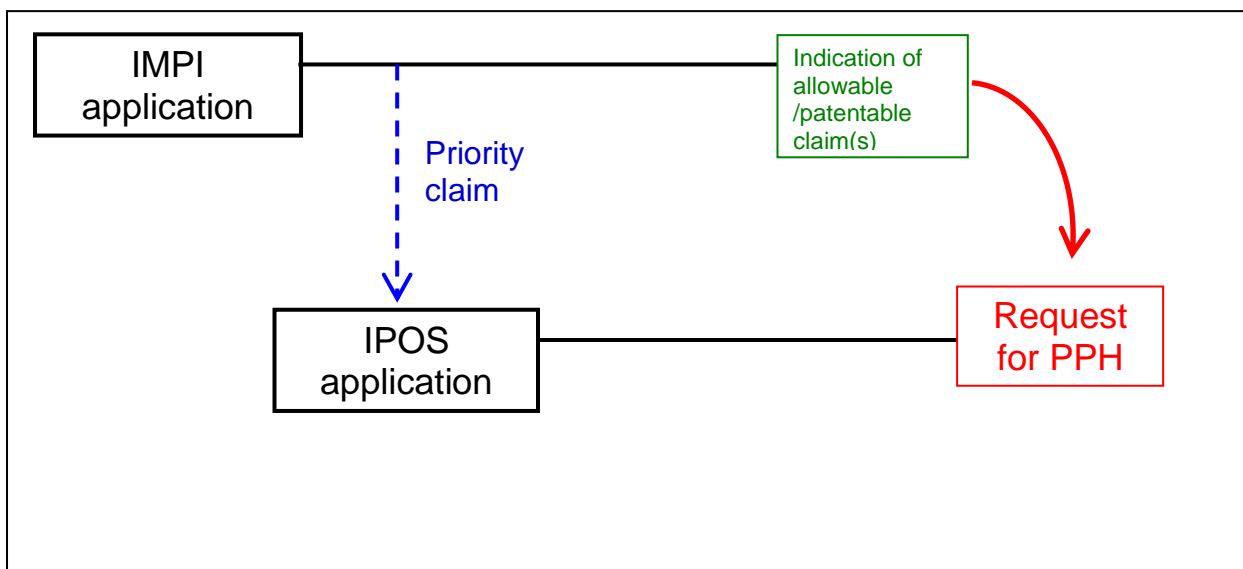 IMPI
application
Indication of
allowable
/patentable
claim(s)
Priority
claim
IPOS
application
Request
for PPH